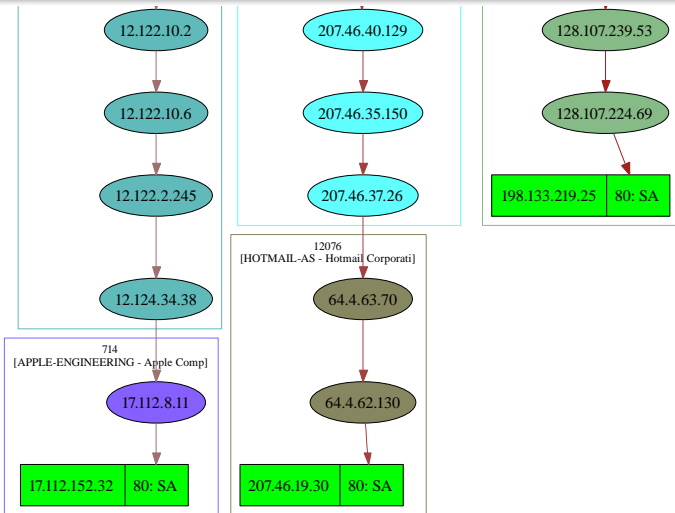 12.122.10.2
207.46.40.129
128.107.239.53
12.122.10.6
207.46.35.150
128.107.224.69
12.122.2.245
207.46.37.26
198.133.219.25 80: SA
12076
[HOTMAIL-AS - Hotmail Corporati]
12.124.34.38
64.4.63.70
714
[APPLE-ENGINEERING - Apple Comp]
17.112.8.11
64.4.62.130
17.112.152.32 80: SA
207.46.19.30 80: SA